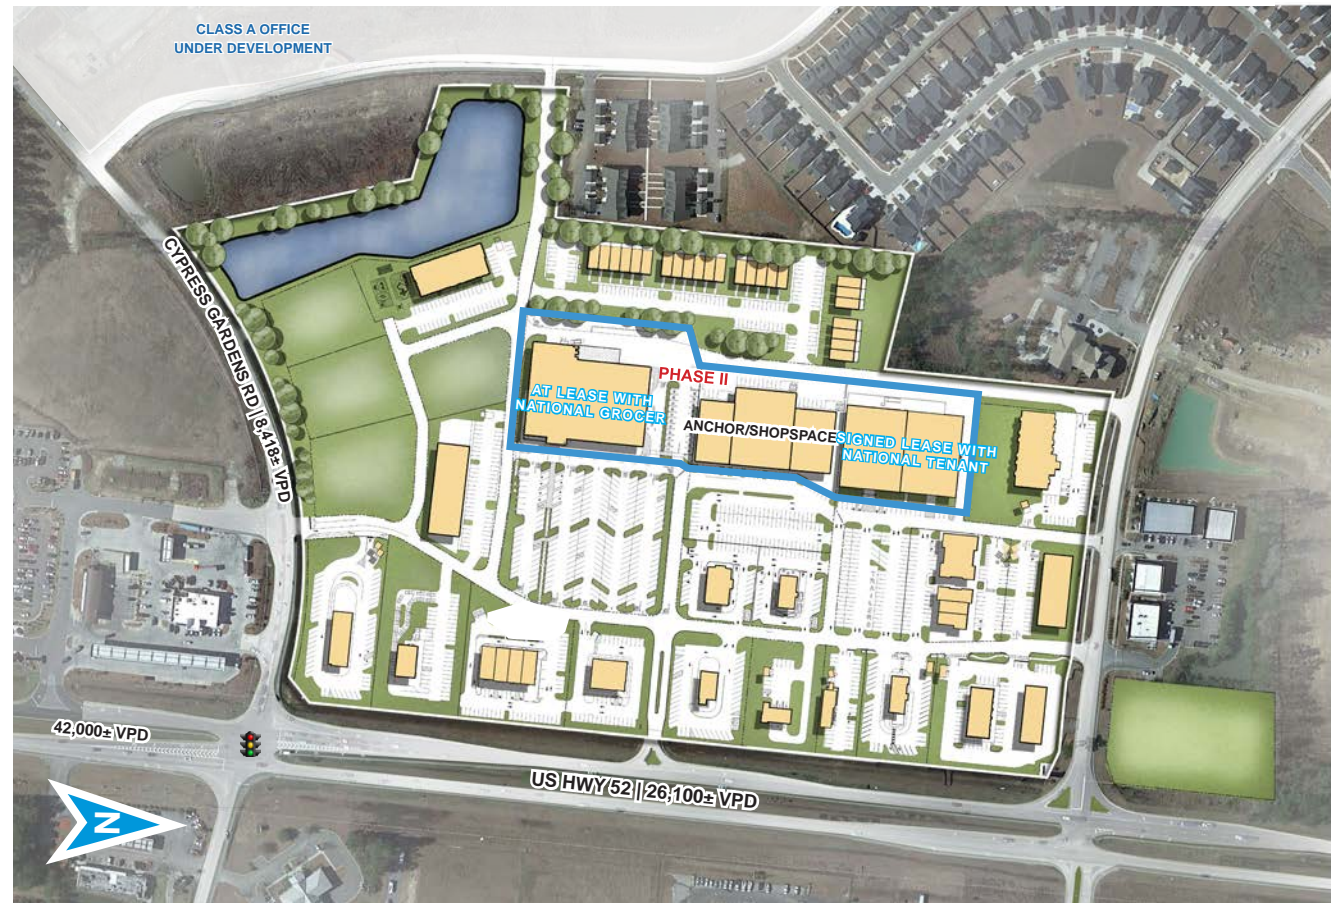 CLASS A OFFICE
UNDER DEVELOPMENT
CYPRESS GARDENS RD | 8,418± VPD
PHASE II
AT LEASE WITH
NATIONAL GROCER
ANCHOR/SHOPSPACE
SIGNED LEASE WITH
NATIONAL TENANT
42,000± VPD
US HWY 52 | 26,100± VPD
N